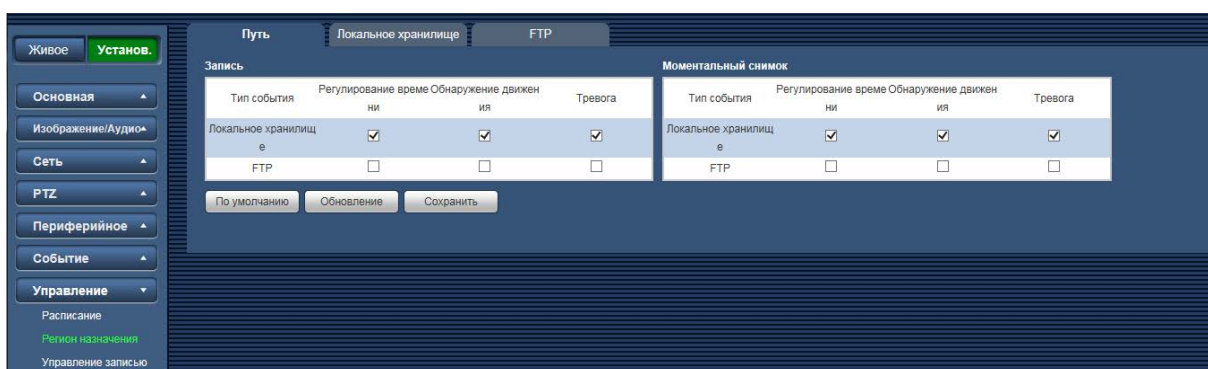 Живое Установ.
Основная
Изображение/Аудио
Сеть
PTZ
Периферийное
Событие
Управление
Расписание
Регион назначения
Управление записью
Путь Локальное хранилище FTP
Запись
Тип события Регулирование време Обнаружение движен Тревога
ни ия
Локальное хранилищ
е
FTP
Моментальный снимок
Тип события Регулирование време Обнаружение движен Тревога
ни ия
Локальное хранилищ
е
FTP
По умолчанию Обновление Сохранить